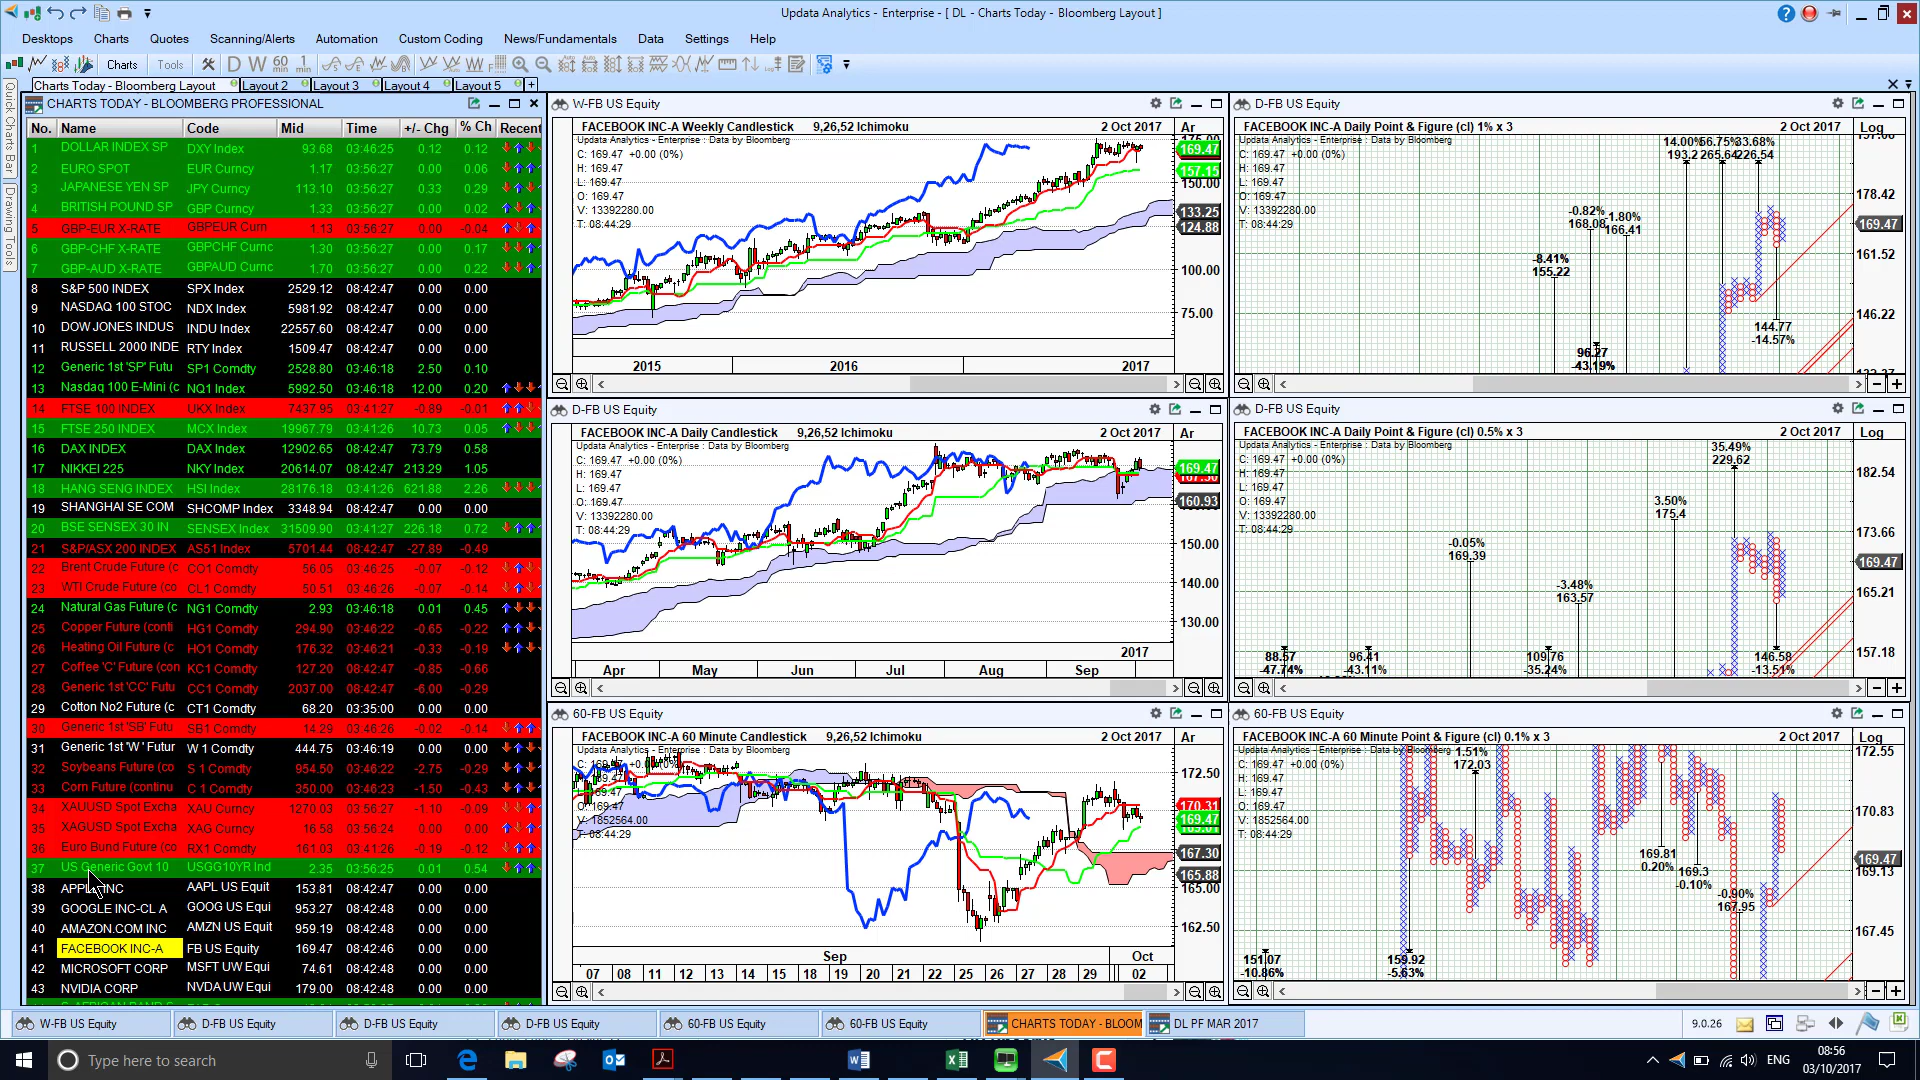 Updata Analytics - Enterprise - [ DL - Charts Today - Bloomberg Layout ]
Desktops Charts Quotes Scanning/Alerts Automation Custom Coding News/Fundamentals Data Settings Help
Charts Tools D W 60 1
Charts Today - Bloomberg Layout Layout 2 Layout 3 Layout 4 Layout 5 +
Quick Charts Bar
Drawing Tools
CHARTS TODAY - BLOOMBERG PROFESSIONAL
No. Name Code Mid Time +/- Chg % Ch Recent
1 DOLLAR INDEX SP DXY Index 93.68 03:46:25 0.12 0.12
2 EURO SPOT EUR Curncy 1.17 03:56:27 0.00 0.06
3 JAPANESE YEN SP JPY Curncy 113.10 03:56:27 0.33 0.29
4 BRITISH POUND SP GBP Curncy 1.33 03:56:27 0.00 0.02
5 GBP-EUR X-RATE GBPEUR Curn 1.13 03:56:27 0.00 -0.04
6 GBP-CHF X-RATE GBPCHF Curnc 1.30 03:56:27 0.00 0.17
7 GBP-AUD X-RATE GBPAUD Curnc 1.70 03:56:27 0.00 0.22
8 S&P 500 INDEX SPX Index 2529.12 08:42:47 0.00 0.00
9 NASDAQ 100 STOC NDX Index 5981.92 08:42:47 0.00 0.00
10 DOW JONES INDUS INDU Index 22557.60 08:42:47 0.00 0.00
11 RUSSELL 2000 INDE RTY Index 1509.47 08:42:47 0.00 0.00
12 Generic 1st 'SP' Futu SP1 Comdty 2528.80 03:46:18 2.50 0.10
13 Nasdaq 100 E-Mini (c NQ1 Index 5992.50 03:46:18 12.00 0.20
14 FTSE 100 INDEX UKX Index 7437.95 03:41:27 -0.89 -0.01
15 FTSE 250 INDEX MCX Index 19967.79 03:41:26 10.73 0.05
16 DAX INDEX DAX Index 12902.65 08:42:47 73.79 0.58
17 NIKKEI 225 NKY Index 20614.07 08:42:47 213.29 1.05
18 HANG SENG INDEX HSI Index 28176.18 03:41:26 621.88 2.26
19 SHANGHAI SE COM SHCOMP Index 3348.94 08:42:47 0.00 0.00
20 BSE SENSEX 30 IN SENSEX Index 31509.90 03:41:27 226.18 0.72
21 S&P/ASX 200 INDEX AS51 Index 5701.44 08:42:47 -27.89 -0.49
22 Brent Crude Future (c CO1 Comdty 56.05 03:46:25 -0.07 -0.12
23 WTI Crude Future (co CL1 Comdty 50.51 03:46:26 -0.07 -0.14
24 Natural Gas Future (c NG1 Comdty 2.93 03:46:18 0.01 0.45
25 Copper Future (conti HG1 Comdty 294.90 03:46:22 -0.65 -0.22
26 Heating Oil Future (c HO1 Comdty 176.32 03:46:21 -0.33 -0.19
27 Coffee 'C' Future (con KC1 Comdty 127.20 03:46:22 -0.85 -0.66
28 Generic 1st 'CC' Futu CC1 Comdty 2037.00 03:46:08 -6.00 -0.29
29 Cotton No2 Future (c CT1 Comdty 68.20 03:35:00 0.00 0.00
30 Generic 1st 'SB' Futu SB1 Comdty 14.29 03:46:26 -0.02 -0.14
31 Generic 1st 'W ' Futur W 1 Comdty 444.75 03:46:19 0.00 0.00
32 Soybeans Future (co S 1 Comdty 954.50 03:46:22 -2.75 -0.29
33 Corn Future (continu C 1 Comdty 350.00 03:46:23 -1.50 -0.43
34 XAUUSD Spot Excha XAU Curncy 1270.03 03:56:27 -1.10 -0.09
35 XAGUSD Spot Excha XAG Curncy 16.58 03:56:24 0.00 0.00
36 Euro Bund Future (co RX1 Comdty 161.03 03:41:26 -0.19 -0.12
37 US Generic Govt 10 USGG10YR Ind 2.35 03:56:25 0.01 0.54
38 APPLE INC AAPL US Equit 153.81 08:42:47 0.00 0.00
39 GOOGLE INC-CL A GOOG US Equi 953.27 08:42:48 0.00 0.00
40 AMAZON.COM INC AMZN US Equit 959.19 08:42:48 0.00 0.00
41 FACEBOOK INC-A FB US Equity 169.47 08:42:46 0.00 0.00
42 MICROSOFT CORP MSFT UW Equi 74.61 08:42:48 0.00 0.00
43 NVIDIA CORP NVDA UW Equi 179.00 08:42:48 0.00 0.00
W-FB US Equity
FACEBOOK INC-A Weekly Candlestick 9,26,52 Ichimoku 2 Oct 2017 Ar
Updata Analytics - Enterprise : Data by Bloomberg
C: 169.47 +0.00 (0%)
H: 169.47
L: 169.47
O: 169.47
V: 13392280.00
T: 08:44:29
175.00
169.47
157.15
150.00
133.25
124.88
100.00
75.00
2015 2016 2017
D-FB US Equity
FACEBOOK INC-A Daily Candlestick 9,26,52 Ichimoku 2 Oct 2017 Ar
Updata Analytics - Enterprise : Data by Bloomberg
C: 169.47 +0.00 (0%)
H: 169.47
L: 169.47
O: 169.47
V: 13392280.00
T: 08:44:29
169.47
160.93
150.00
140.00
130.00
2017
Apr May Jun Jul Aug Sep
60-FB US Equity
FACEBOOK INC-A 60 Minute Candlestick 9,26,52 Ichimoku 2 Oct 2017 Ar
Updata Analytics - Enterprise : Data by Bloomberg
C: 169.47 +0.00 (0%)
H: 169.47
L: 169.47
O: 169.47
V: 1852564.00
T: 08:44:29
172.50
170.31
169.47
167.30
165.88
165.00
162.50
Sep Oct
07 08 11 12 13 14 15 18 19 20 21 22 25 26 27 28 29 02
D-FB US Equity
FACEBOOK INC-A Daily Point & Figure (cl) 1% x 3 2 Oct 2017 Log
Updata Analytics - Enterprise : Data by Bloomberg
C: 169.47 +0.00 (0%)
H: 169.47
L: 169.47
O: 169.47
V: 13392280.00
T: 08:44:29
14.00% 56.75% 33.68%
193.2 265.64 226.54
-0.82% 168.08
1.80% 166.41
-8.41% 155.22
96.27 -43.19%
144.77 -14.57%
178.42
169.47
161.52
146.22
D-FB US Equity
FACEBOOK INC-A Daily Point & Figure (cl) 0.5% x 3 2 Oct 2017 Log
Updata Analytics - Enterprise : Data by Bloomberg
C: 169.47 +0.00 (0%)
H: 169.47
L: 169.47
O: 169.47
V: 13392280.00
T: 08:44:29
35.49% 229.62
3.50% 175.4
-0.05% 169.39
-3.48% 163.57
88.57 -47.74%
96.41 -43.11%
109.76 -35.24%
146.58 -13.51%
182.54
173.66
169.47
165.21
157.18
60-FB US Equity
FACEBOOK INC-A 60 Minute Point & Figure (cl) 0.1% x 3 2 Oct 2017 Log
Updata Analytics - Enterprise : Data by Bloomberg
C: 169.47 +0.00 (0%)
H: 169.47
L: 169.47
O: 169.47
V: 1852564.00
T: 08:44:29
1.51% 172.03
169.81 0.20%
169.3 -0.10%
-0.90% 167.95
151.07 -10.86%
159.92 -5.63%
172.55
170.83
169.47
169.13
167.45
W-FB US Equity D-FB US Equity D-FB US Equity D-FB US Equity 60-FB US Equity 60-FB US Equity CHARTS TODAY - BLOOM DL PF MAR 2017 9.0.26
Type here to search ENG 08:56
03/10/2017